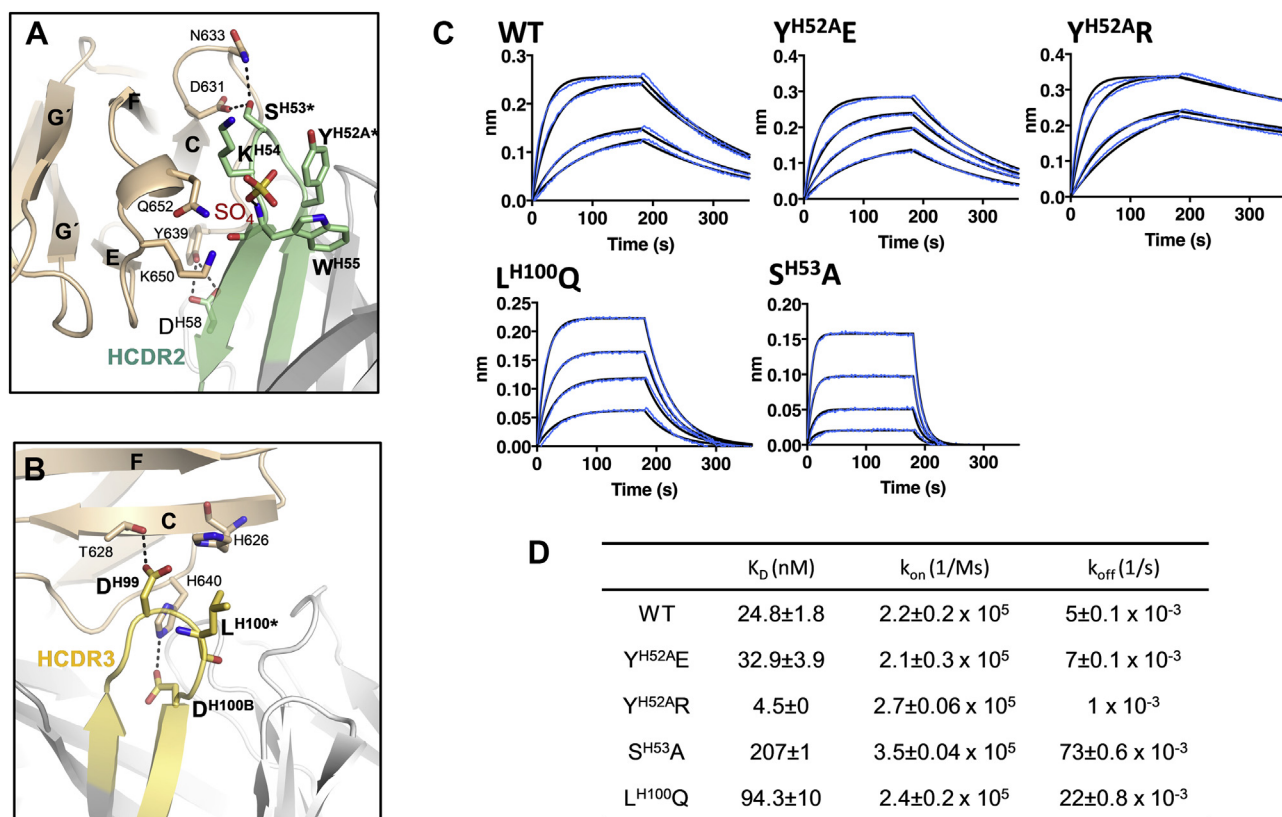 A
N633
D631
S^H53*
F
G´
C
K^H54
Y^H52A*
Q652
SO4
G´
Y639
E
W^H55
K650
D^H58
HCDR2
B
F
C
T628
H626
D^H99
H640
L^H100*
HCDR3
D^H100B
C
WT
Y^H52A E
Y^H52A R
0.3
0.2
0.1
0.0
nm
0 100 200 300
Time (s)
0.4
0.3
0.2
0.1
0.0
nm
0 100 200 300
Time (s)
0.4
0.3
0.2
0.1
0.0
nm
0 100 200 300
Time (s)
L^H100 Q
S^H53 A
0.25
0.20
0.15
0.10
0.05
0.00
nm
0 100 200 300
Time (s)
0.20
0.15
0.10
0.05
0.00
nm
0 100 200 300
Time (s)
D
K_D (nM) k_on (1/Ms) k_off (1/s)
WT 24.8±1.8 2.2±0.2 x 10^5 5±0.1 x 10^-3
Y^H52A E 32.9±3.9 2.1±0.3 x 10^5 7±0.1 x 10^-3
Y^H52A R 4.5±0 2.7±0.06 x 10^5 1 x 10^-3
S^H53 A 207±1 3.5±0.04 x 10^5 73±0.6 x 10^-3
L^H100 Q 94.3±10 2.4±0.2 x 10^5 22±0.8 x 10^-3